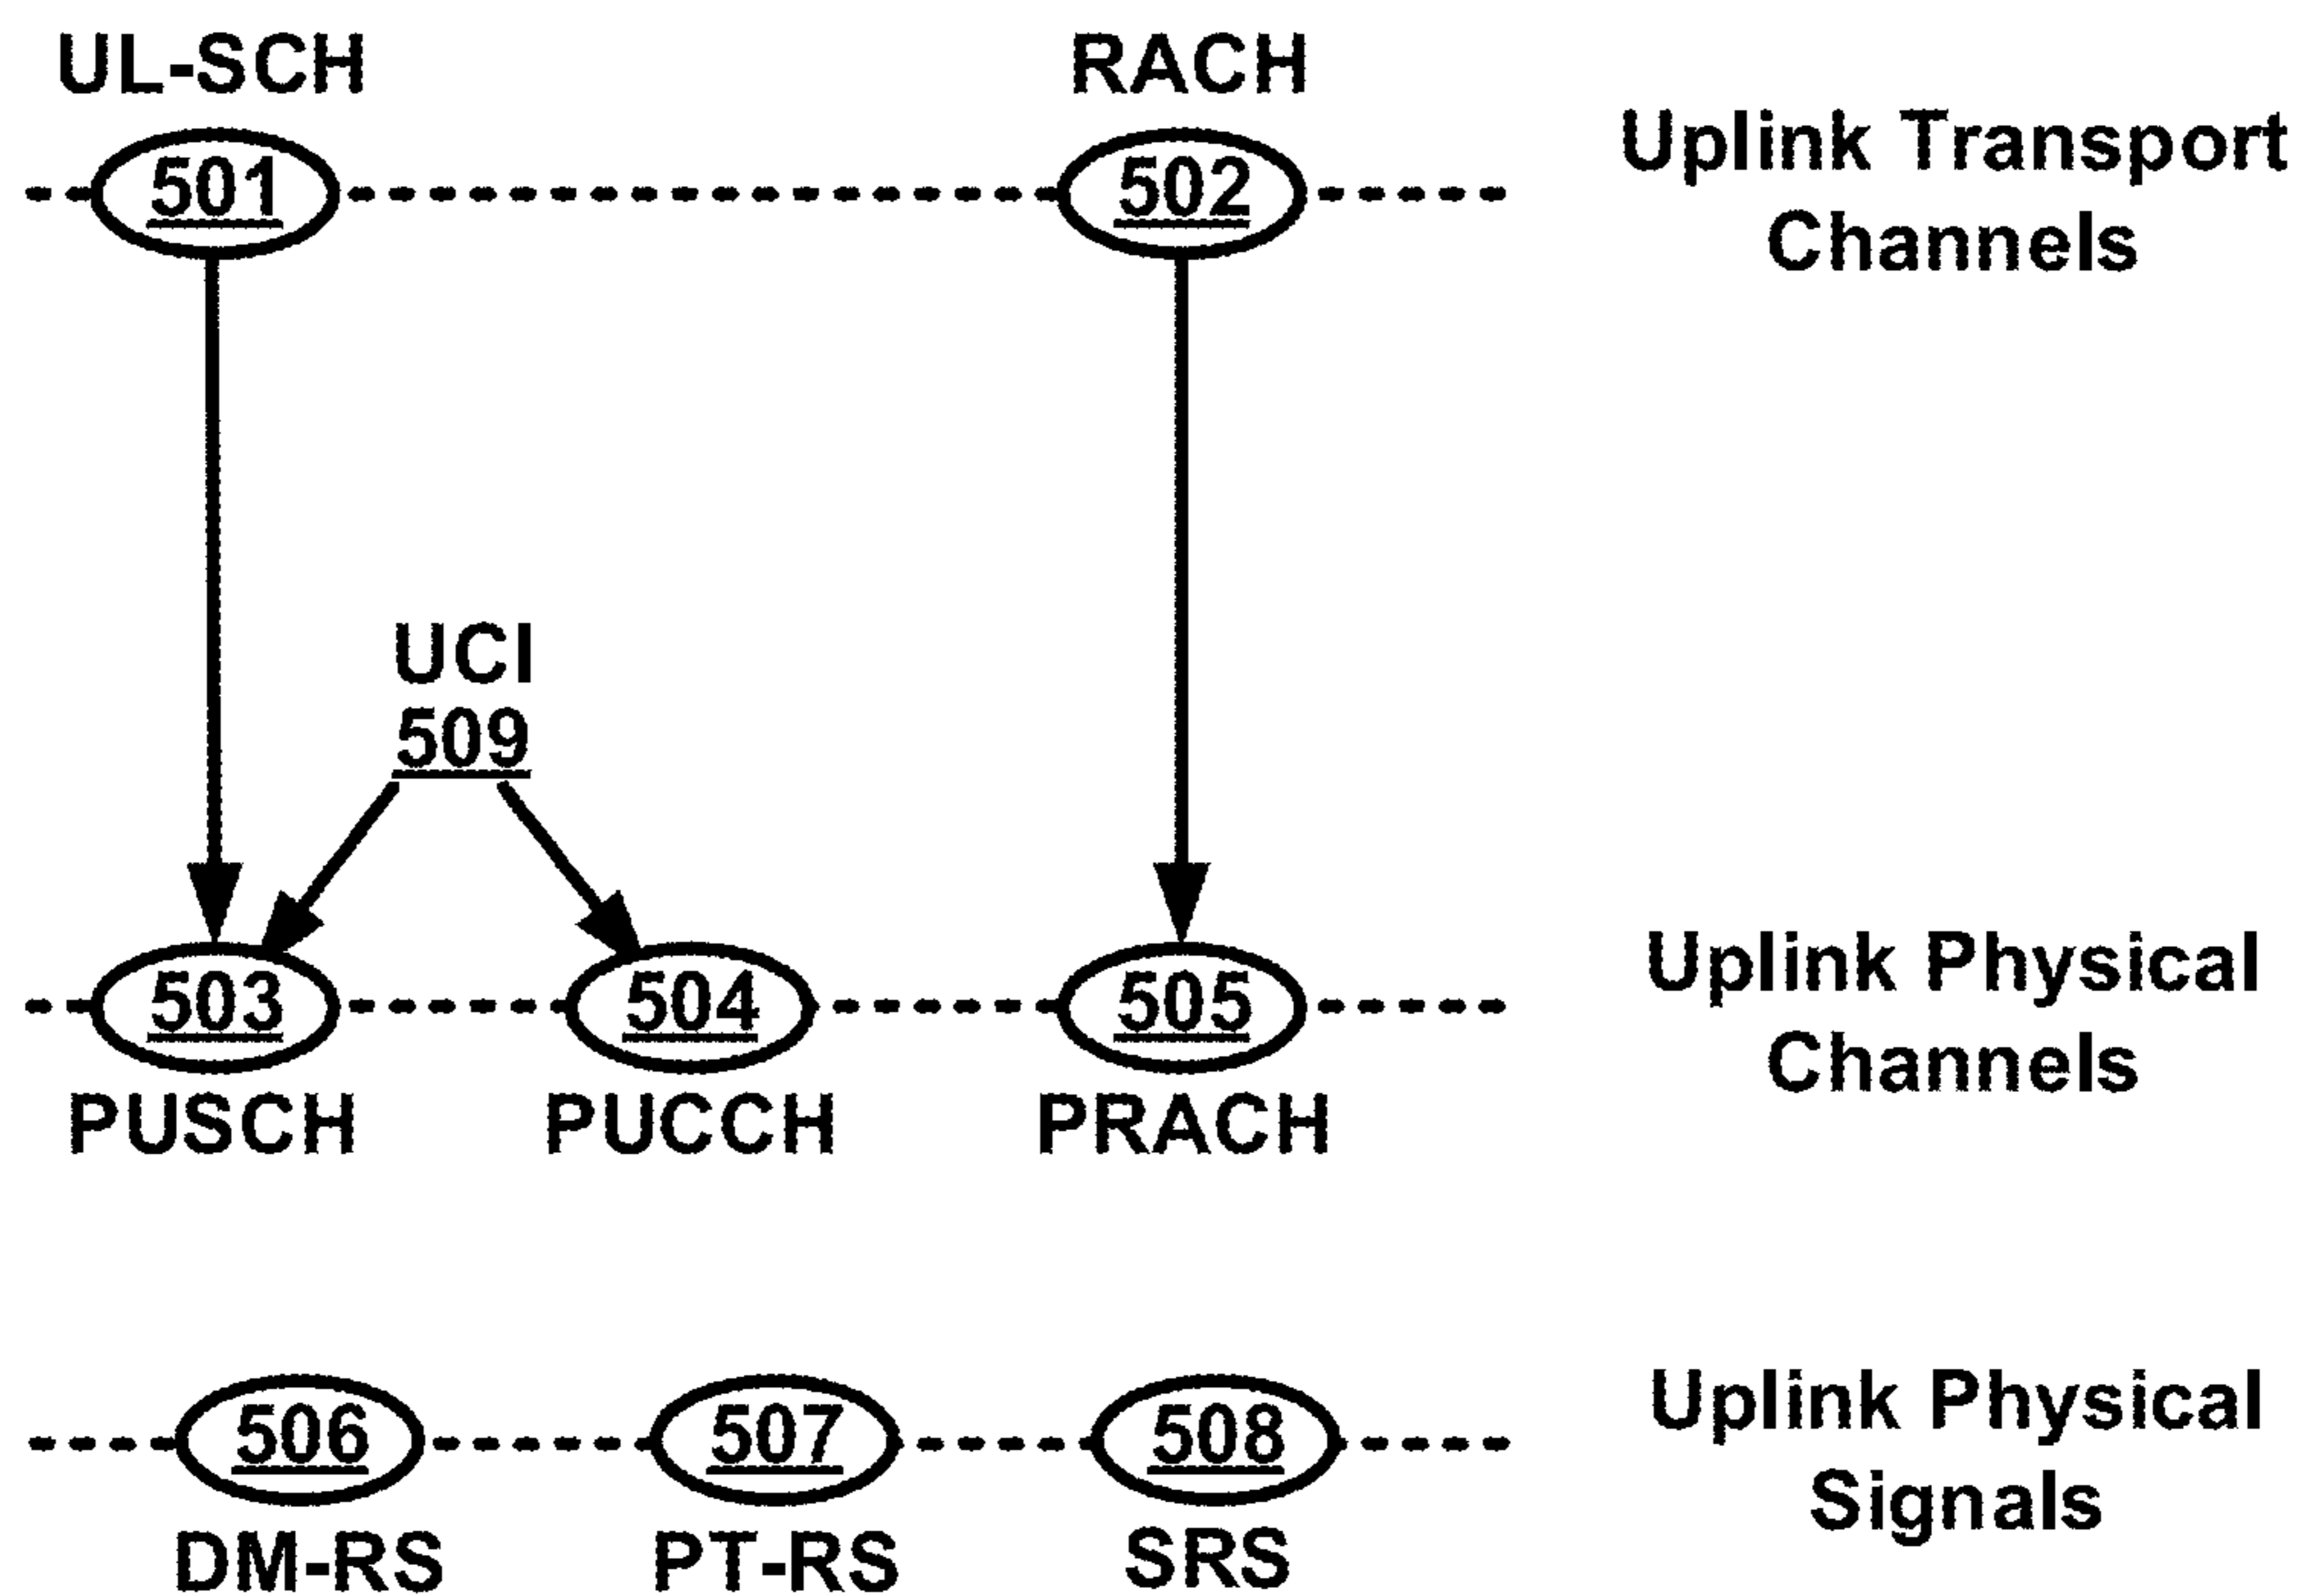 UL-SCH
RACH
501
502
Uplink Transport
Channels
UCI
509
503
504
505
Uplink Physical
Channels
PUSCH
PUCCH
PRACH
506
507
508
Uplink Physical
Signals
DM-RS
PT-RS
SRS